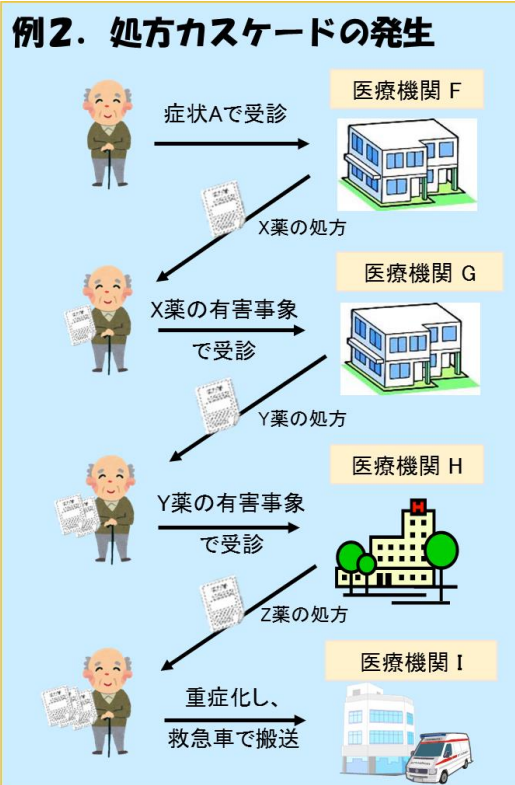 例2. 処方カスケードの発生
医療機関 F
症状Aで受診
X薬の処方
医療機関 G
X薬の有害事象
で受診
Y薬の処方
医療機関 H
Y薬の有害事象
で受診
H
Z薬の処方
医療機関 I
重症化し、
救急車で搬送